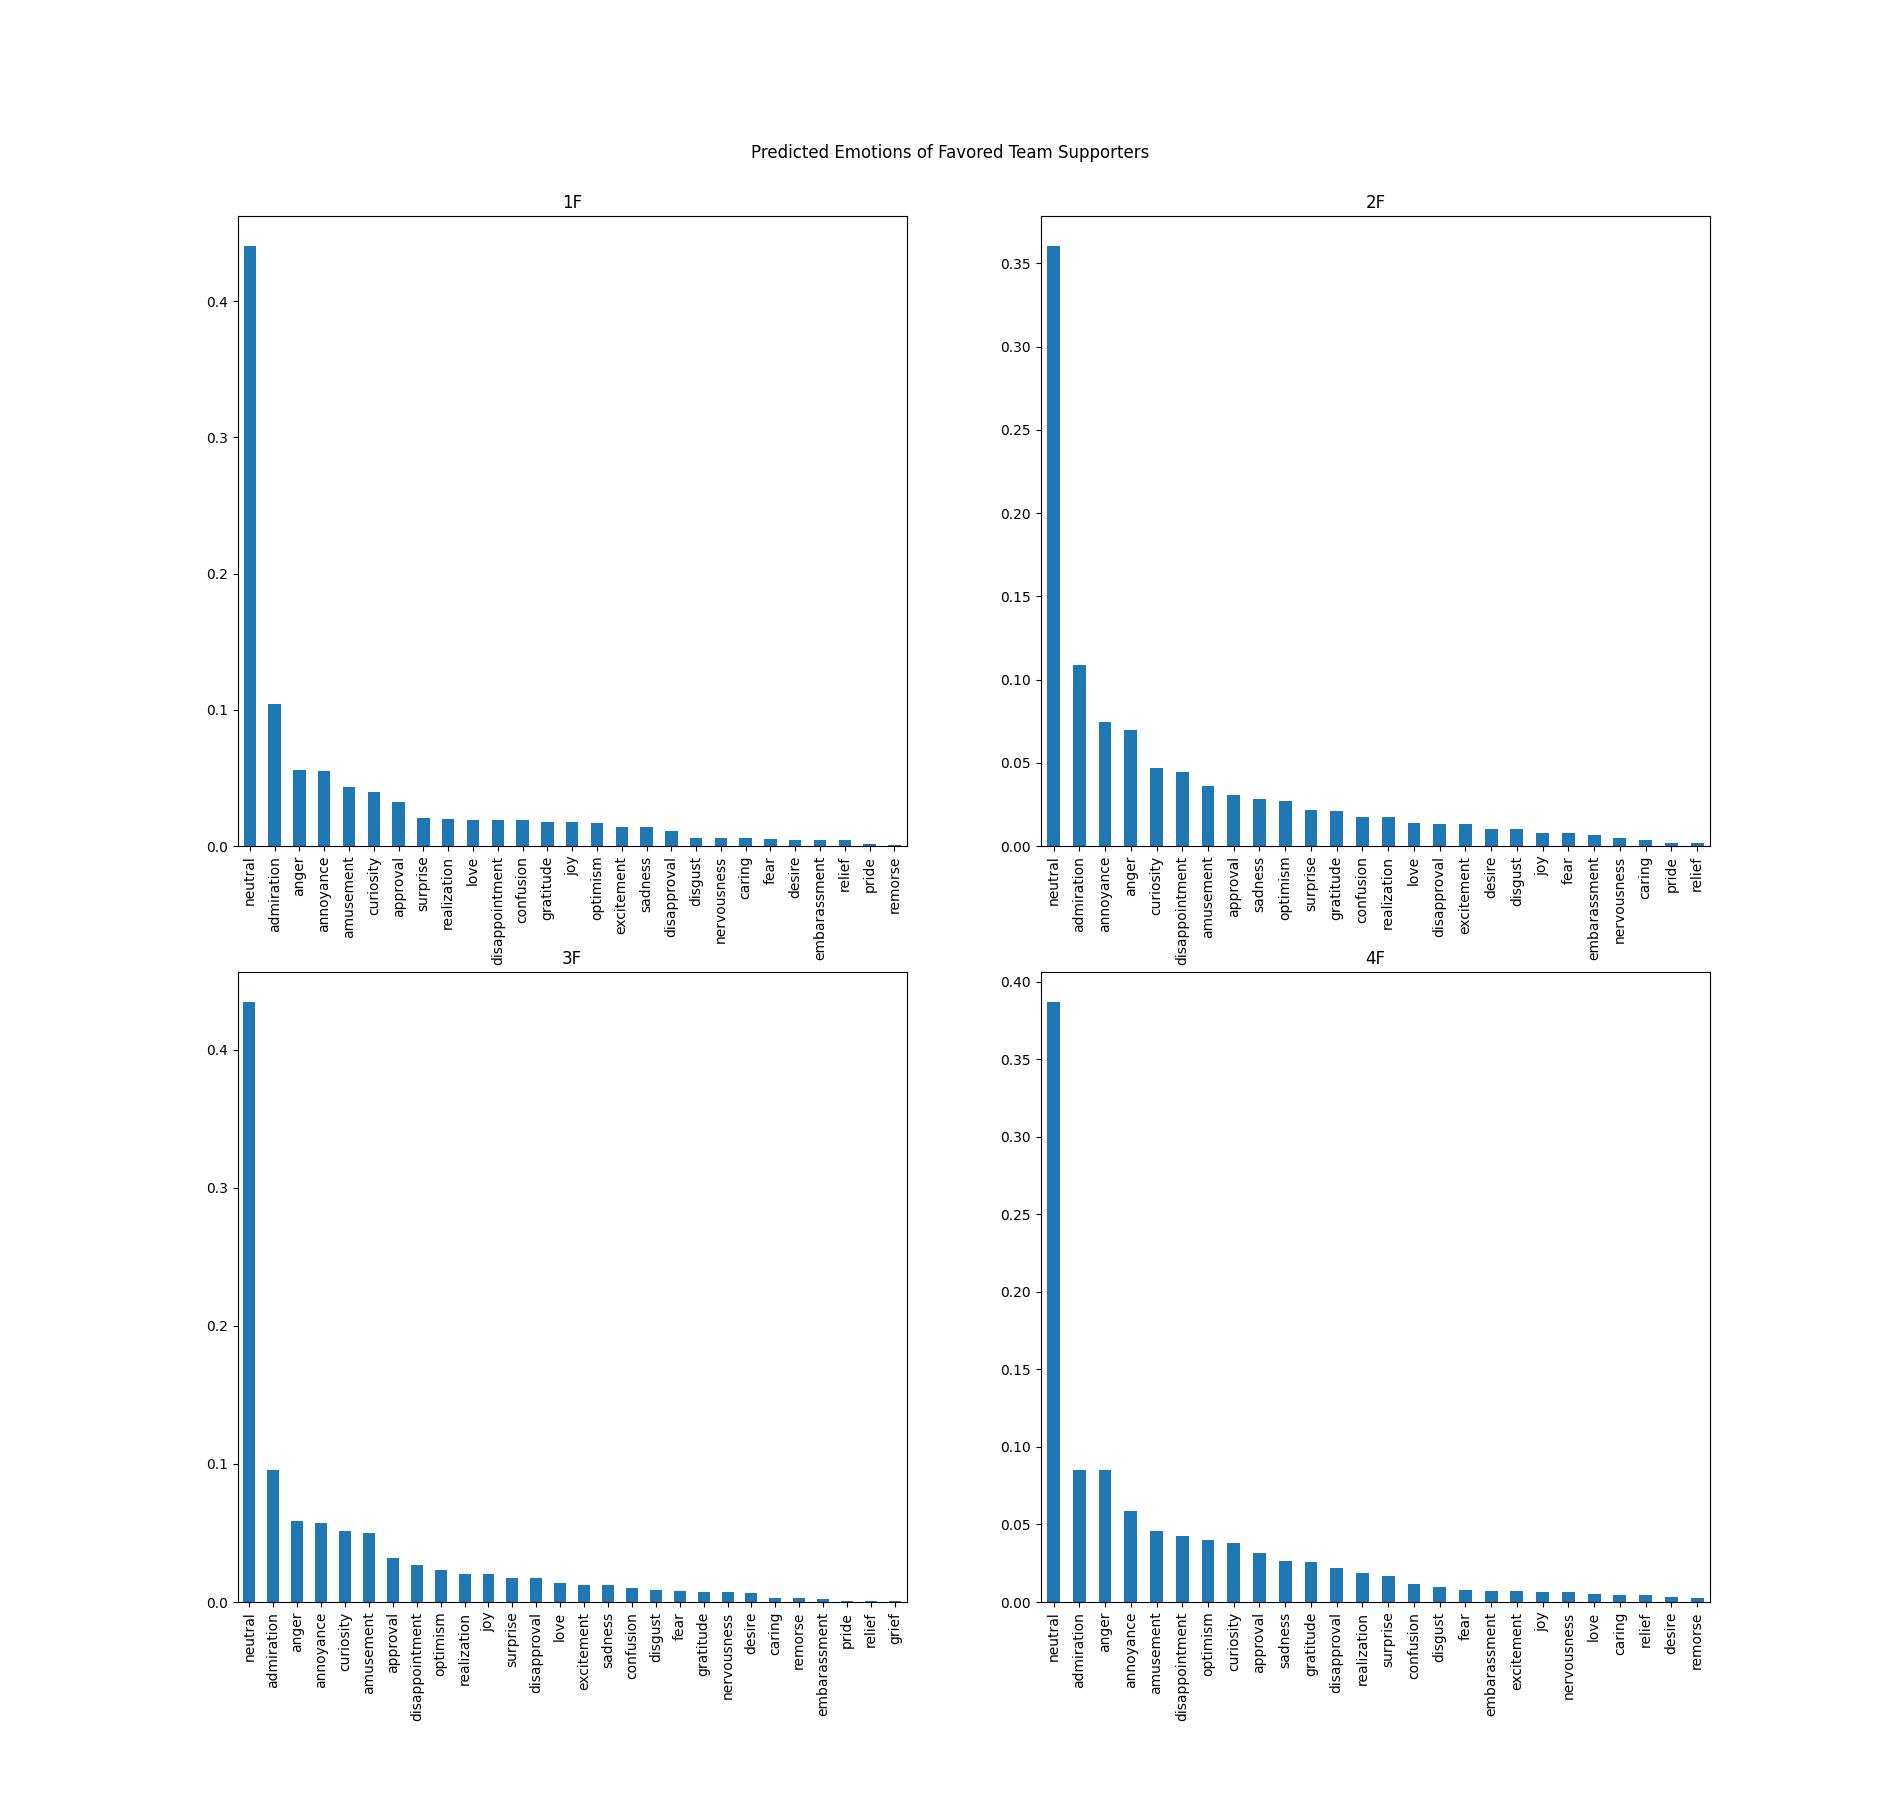 Predicted Emotions of Favored Team Supporters
1F
0.4
0.3
0.2
0.1
0.0
neutral
admiration
anger
annoyance
amusement
curiosity
approval
surprise
realization
love
disappointment
confusion
gratitude
joy
optimism
excitement
sadness
disapproval
disgust
nervousness
caring
fear
desire
embarassment
relief
pride
remorse
2F
0.35
0.30
0.25
0.20
0.15
0.10
0.05
0.00
neutral
admiration
annoyance
anger
curiosity
disappointment
amusement
approval
sadness
optimism
surprise
gratitude
confusion
realization
love
disapproval
excitement
desire
disgust
joy
fear
embarassment
nervousness
caring
pride
relief
3F
0.4
0.3
0.2
0.1
0.0
neutral
admiration
anger
annoyance
curiosity
amusement
approval
disappointment
optimism
realization
joy
surprise
disapproval
love
excitement
sadness
confusion
disgust
fear
gratitude
nervousness
desire
caring
remorse
embarassment
pride
relief
grief
4F
0.40
0.35
0.30
0.25
0.20
0.15
0.10
0.05
0.00
neutral
admiration
anger
annoyance
amusement
disappointment
optimism
curiosity
approval
sadness
gratitude
disapproval
realization
surprise
confusion
disgust
fear
embarassment
excitement
joy
nervousness
love
caring
relief
desire
remorse